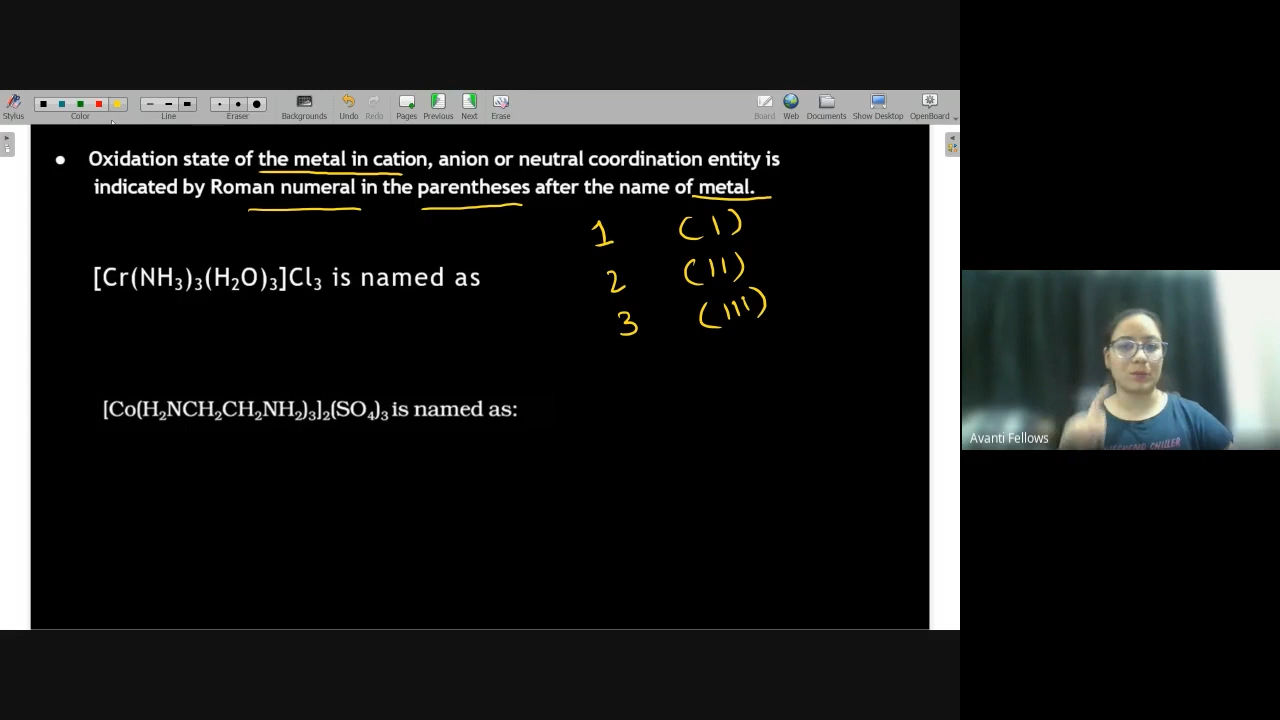 Stylus
Color
Line
Eraser
Backgrounds
Undo
Redo
Pages
Previous
Next
Erase
Board
Web
Documents
Show Desktop
OpenBoard
• Oxidation state of the metal in cation, anion or neutral coordination entity is
indicated by Roman numeral in the parentheses after the name of metal.
1 (I)
2 (II)
3 (III)
[Cr(NH₃)₃(H₂O)₃]Cl₃ is named as
[Co(H₂NCH₂CH₂NH₂)₃]₂(SO₄)₃ is named as:
Avanti Fellows
WEEKEND CHILLER